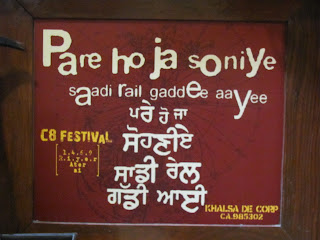 Pare ho ja soniye
saadi rail gaddee aayee
ਪਰੇ ਹੋ ਜਾ
ਸੋਹਣੀਏ
ਸਾਡੀ ਰੇਲ
ਗੱਡੀ ਆਈ
C8 FESTIVAL
KHALSA DE CORP
CA.985302